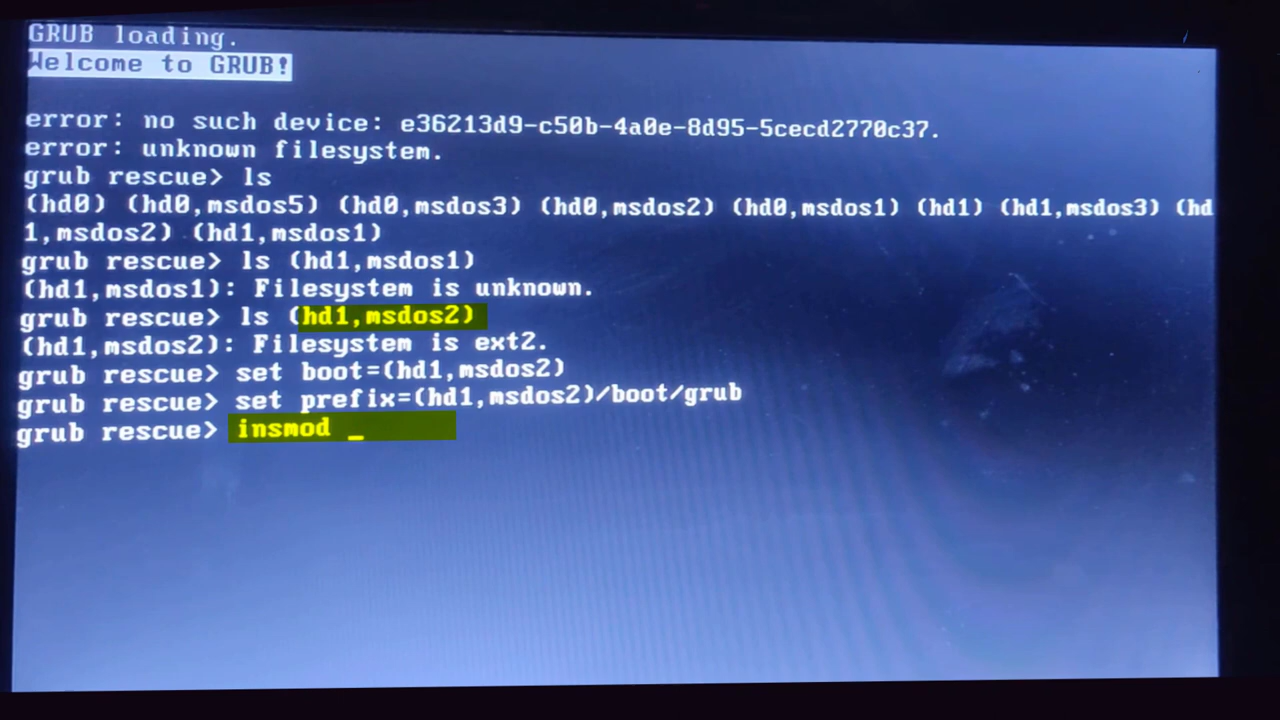 GRUB loading.
Welcome to GRUB!
error: no such device: e36213d9-c50b-4a0e-8d95-5cecd2770c37.
error: unknown filesystem.
grub rescue> ls
(hd0) (hd0,msdos5) (hd0,msdos3) (hd0,msdos2) (hd0,msdos1) (hd1) (hd1,msdos3) (hd
1,msdos2) (hd1,msdos1)
grub rescue> ls (hd1,msdos1)
(hd1,msdos1): Filesystem is unknown.
grub rescue> ls (hd1,msdos2)
(hd1,msdos2): Filesystem is ext2.
grub rescue> set boot=(hd1,msdos2)
grub rescue> set prefix=(hd1,msdos2)/boot/grub
grub rescue> insmod _